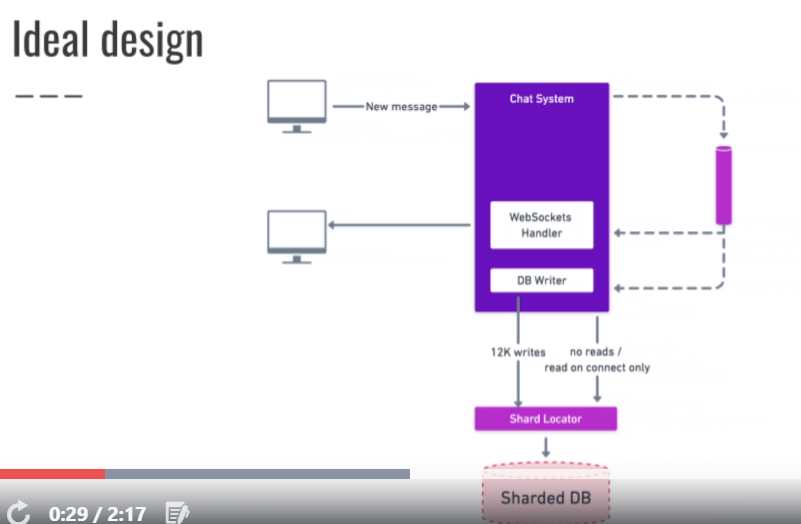 Ideal design
New message
Chat System
WebSockets
Handler
DB Writer
12K writes
no reads /
read on connect only
Shard Locator
Sharded DB
0:29 / 2:17